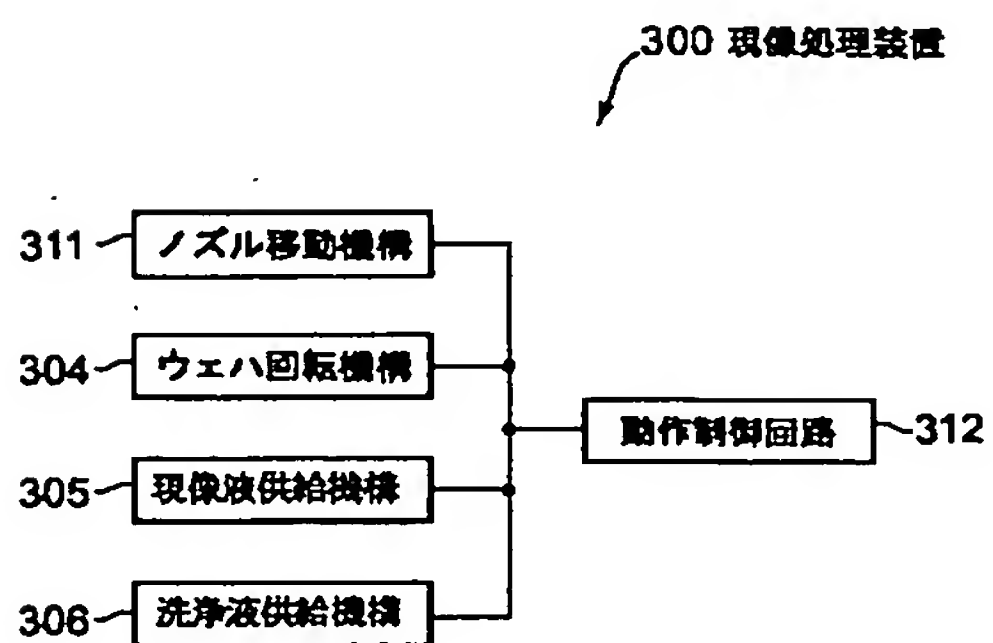 300 現像処理装置
311 ノズル移動機構
304 ウェハ回転機構
動作制御回路 312
305 現像液供給機構
306 洗浄液供給機構